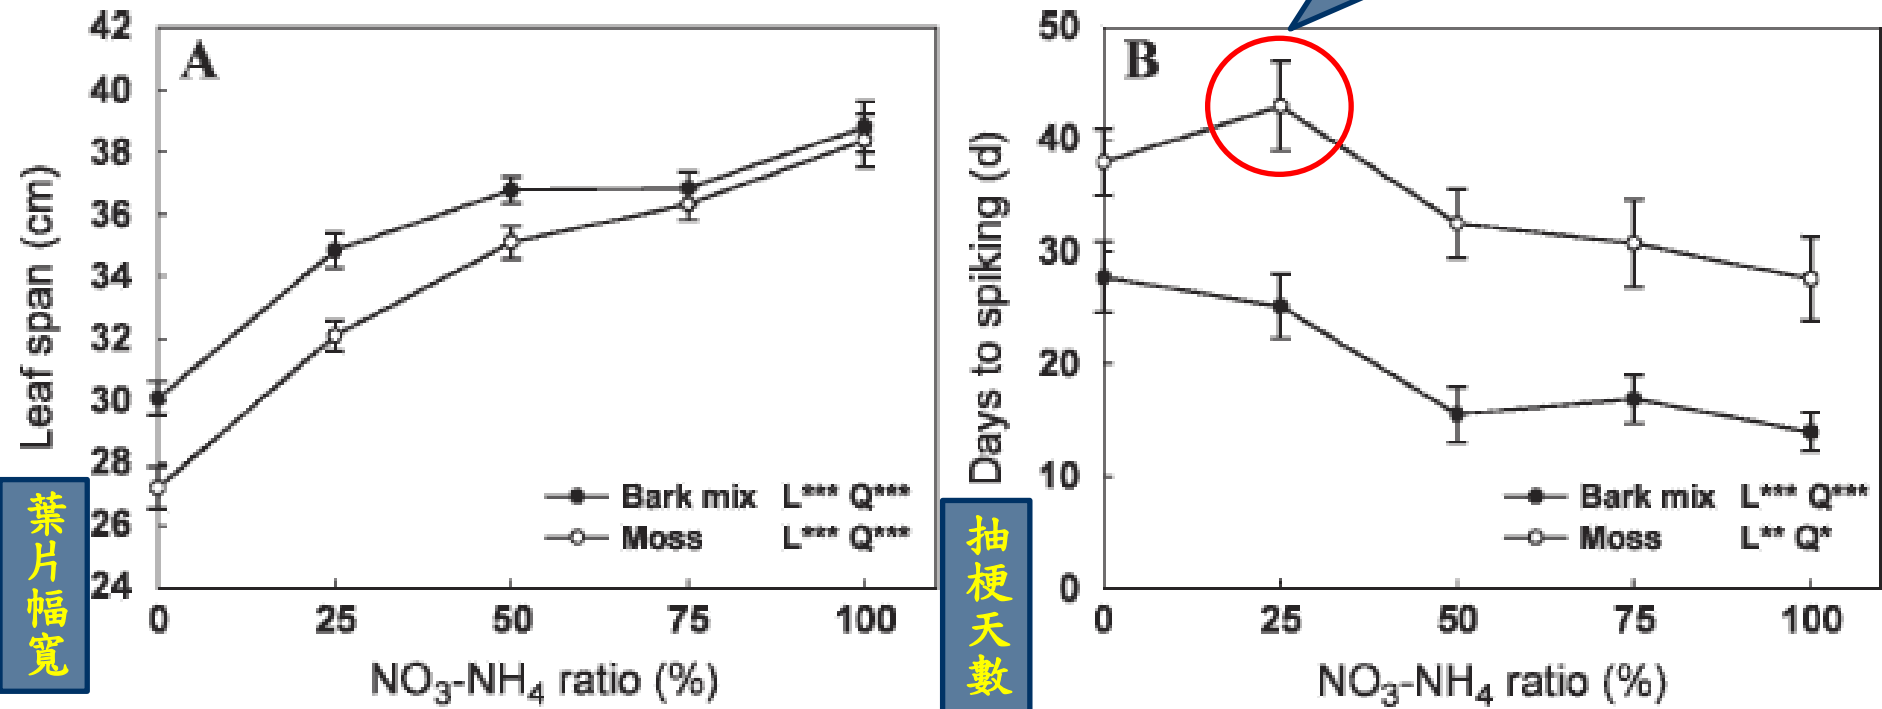 A
42
40
38
36
34
32
30
28
26
24
Leaf span (cm)
葉片幅寬
Bark mix L*** Q***
Moss L*** Q***
0 25 50 75 100
NO₃-NH₄ ratio (%)
B
50
40
30
20
10
0
Days to spiking (d)
抽梗天數
Bark mix L*** Q***
Moss L** Q*
0 25 50 75 100
NO₃-NH₄ ratio (%)